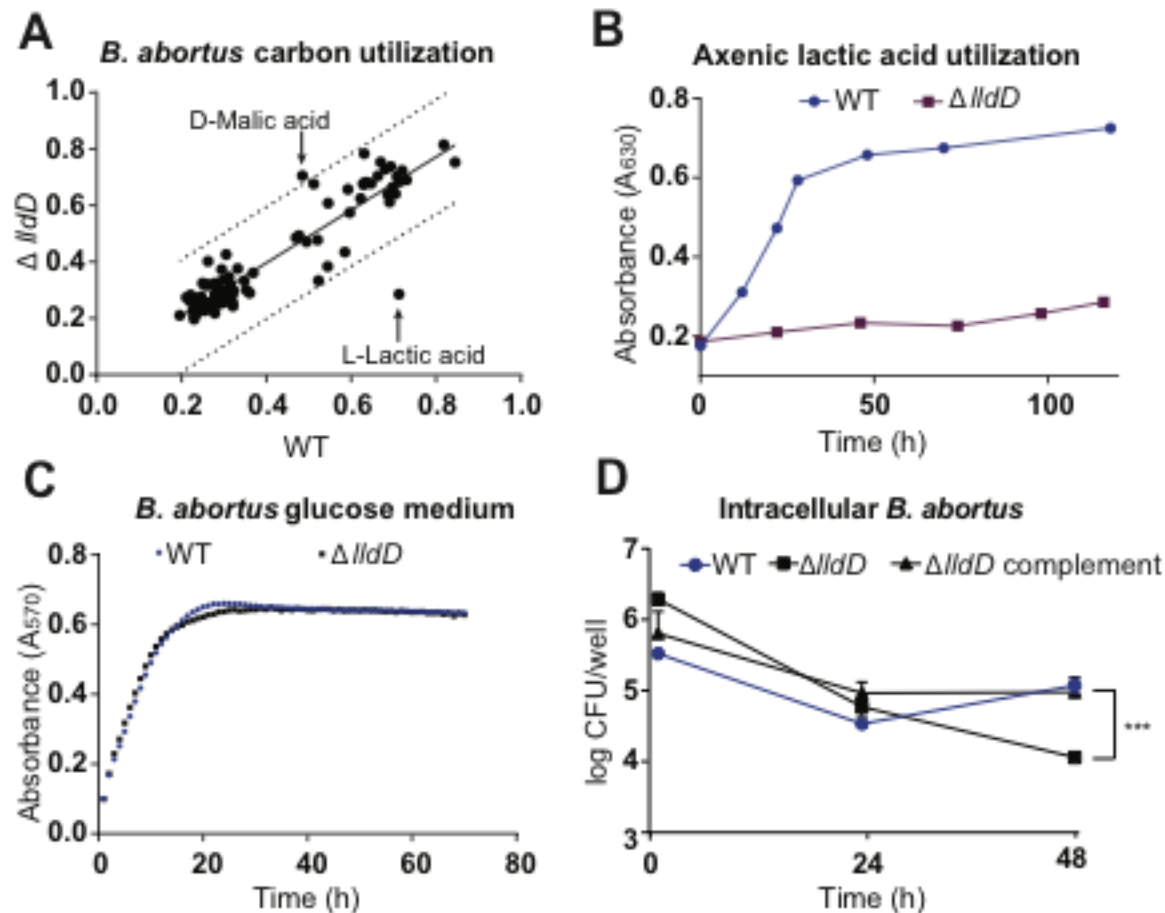 A
B. abortus carbon utilization
1.0
0.8
0.6
0.4
0.2
0.0
Δ lldD
D-Malic acid
L-Lactic acid
0.0 0.2 0.4 0.6 0.8 1.0
WT
B
Axenic lactic acid utilization
WT ΔlldD
0.8
0.6
0.4
0.2
Absorbance (A630)
0 50 100
Time (h)
C
B. abortus glucose medium
WT ΔlldD
0.8
0.6
0.4
0.2
0.0
Absorbance (A570)
0 20 40 60 80
Time (h)
D
Intracellular B. abortus
WT ΔlldD ΔlldD complement
7
6
5
4
3
log CFU/well
***
0 24 48
Time (h)